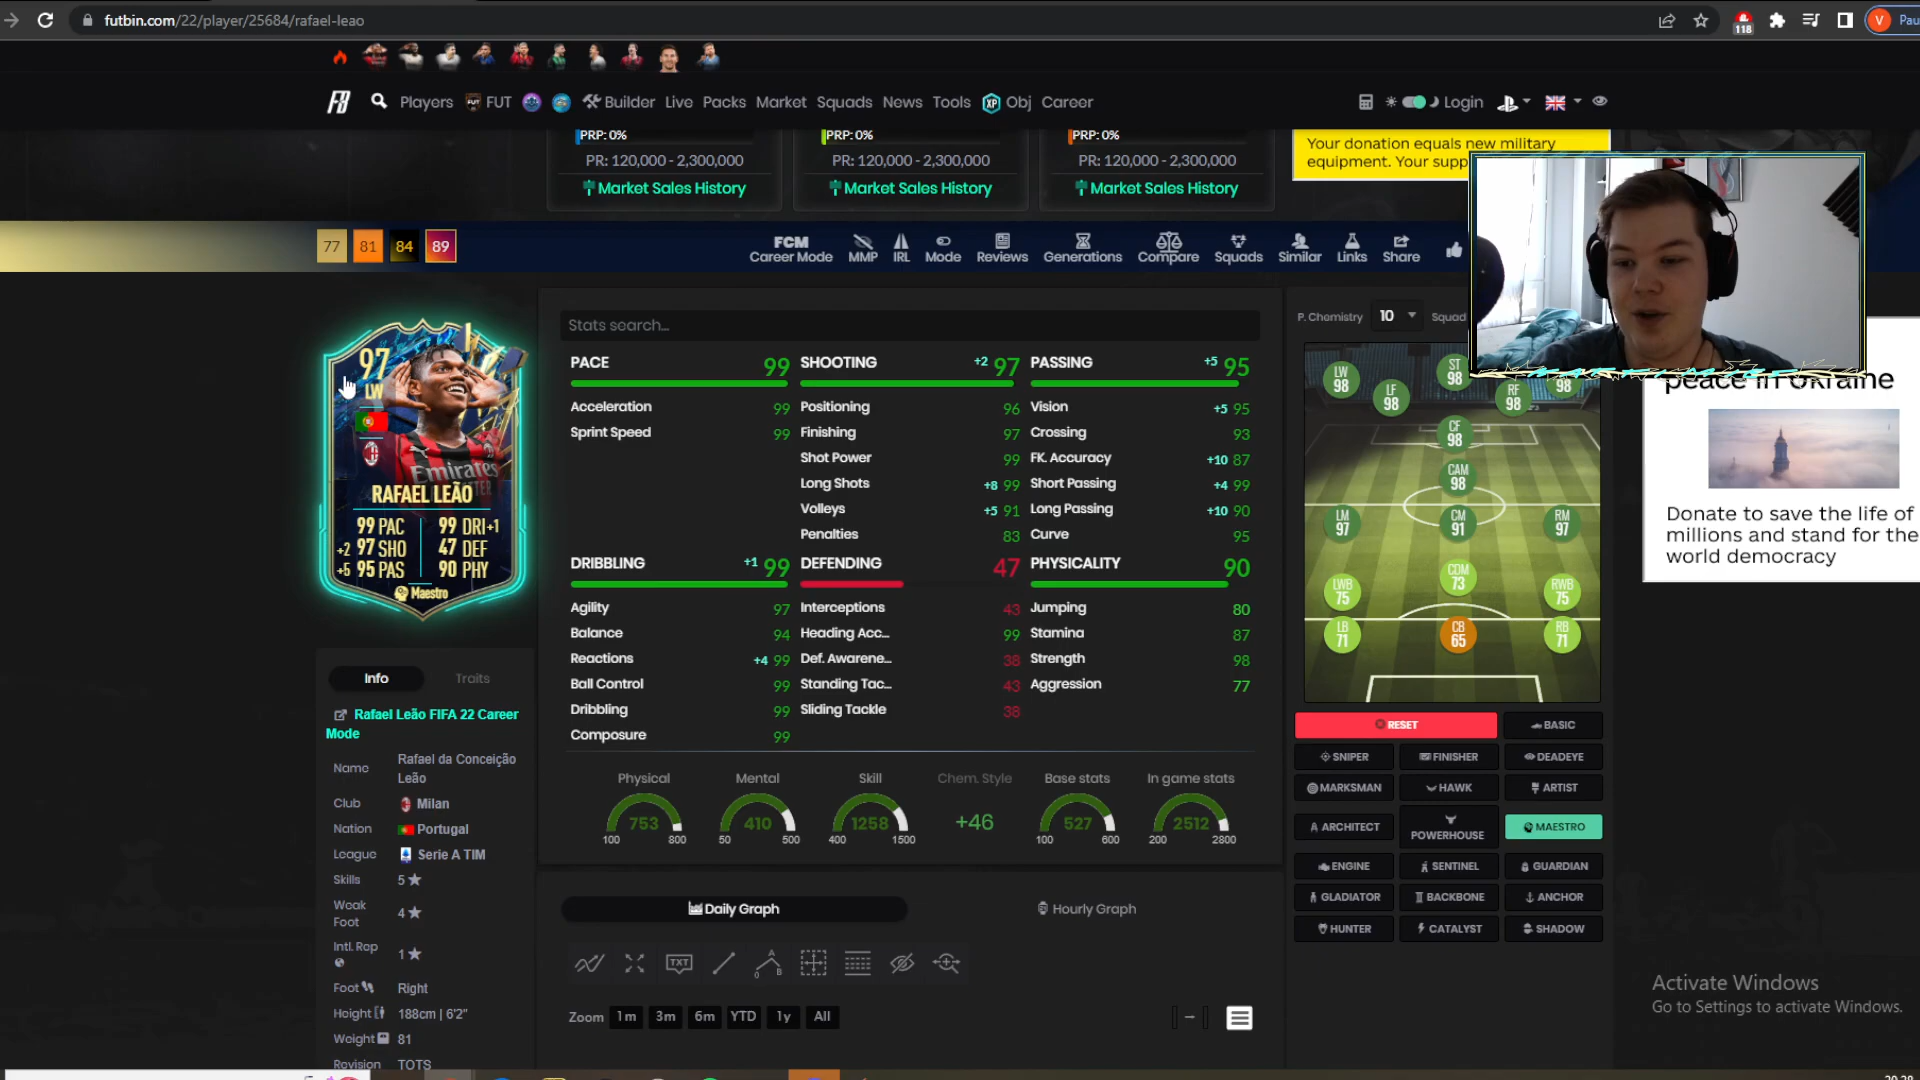 futbin.com/22/player/25684/rafael-leao
118
V
Pau
FB Players FUT Builder Live Packs Market Squads News Tools XP Obj Career Login
PRP: 0% PRP: 0% PRP: 0%
PR: 120,000 - 2,300,000 PR: 120,000 - 2,300,000 PR: 120,000 - 2,300,000
Market Sales History Market Sales History Market Sales History
Your donation equals new military
equipment. Your supp
77 81 84 89
FCM
Career Mode MMP IRL Mode Reviews Generations Compare Squads Similar Links Share
97
LW
RAFAEL LEÃO
99 PAC 99 DRI+1
+2 97 SHO 47 DEF
+5 95 PAS 90 PHY
Maestro
Info Traits
Rafael Leão FIFA 22 Career
Mode
Name Rafael da Conceição
Leão
Club Milan
Nation Portugal
League Serie A TIM
Skills 5★
Weak
Foot 4★
Intl. Rep 1★
Foot Right
Height 188cm | 6'2"
Weight 81
Revision TOTS
Stats search...
PACE 99 SHOOTING +2 97 PASSING +5 95
Acceleration 99 Positioning 96 Vision +5 95
Sprint Speed 99 Finishing 97 Crossing 93
Shot Power 99 FK. Accuracy +10 87
Long Shots +8 99 Short Passing +4 99
Volleys +5 91 Long Passing +10 90
Penalties 83 Curve 95
DRIBBLING +1 99 DEFENDING 47 PHYSICALITY 90
Agility 97 Interceptions 43 Jumping 80
Balance 94 Heading Acc... 99 Stamina 87
Reactions +4 99 Def. Awarene... 38 Strength 98
Ball Control 99 Standing Tac... 43 Aggression 77
Dribbling 99 Sliding Tackle 38
Composure 99
Physical Mental Skill Chem. Style Base stats In game stats
753 410 1258 +46 527 2512
100 800 50 500 400 1500 100 600 200 2800
Daily Graph Hourly Graph
TXT
A
0 B
Zoom 1m 3m 6m YTD 1y All
P. Chemistry 10 Squad
LW
98
ST
98
LF
98
RF
98
98
CF
98
CAM
98
LM
97
CM
91
RM
97
CDM
73
LWB
75
RWB
75
LB
71
CB
65
RB
71
RESET BASIC
SNIPER FINISHER DEADEYE
MARKSMAN HAWK ARTIST
ARCHITECT POWERHOUSE MAESTRO
ENGINE SENTINEL GUARDIAN
GLADIATOR BACKBONE ANCHOR
HUNTER CATALYST SHADOW
peace in Ukraine
Donate to save the life of
millions and stand for the
world democracy
Activate Windows
Go to Settings to activate Windows.